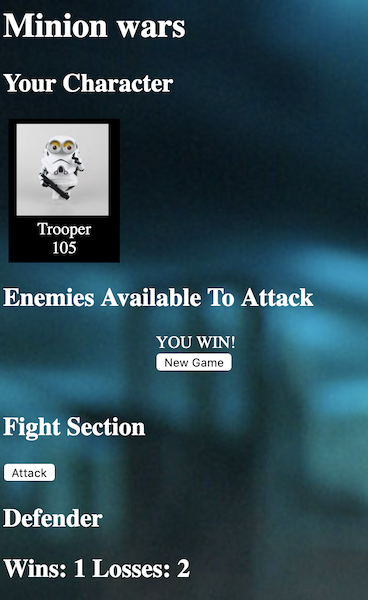 Minion wars
Your Character
Trooper
105
Enemies Available To Attack
YOU WIN!
New Game
Fight Section
Attack
Defender
Wins: 1 Losses: 2